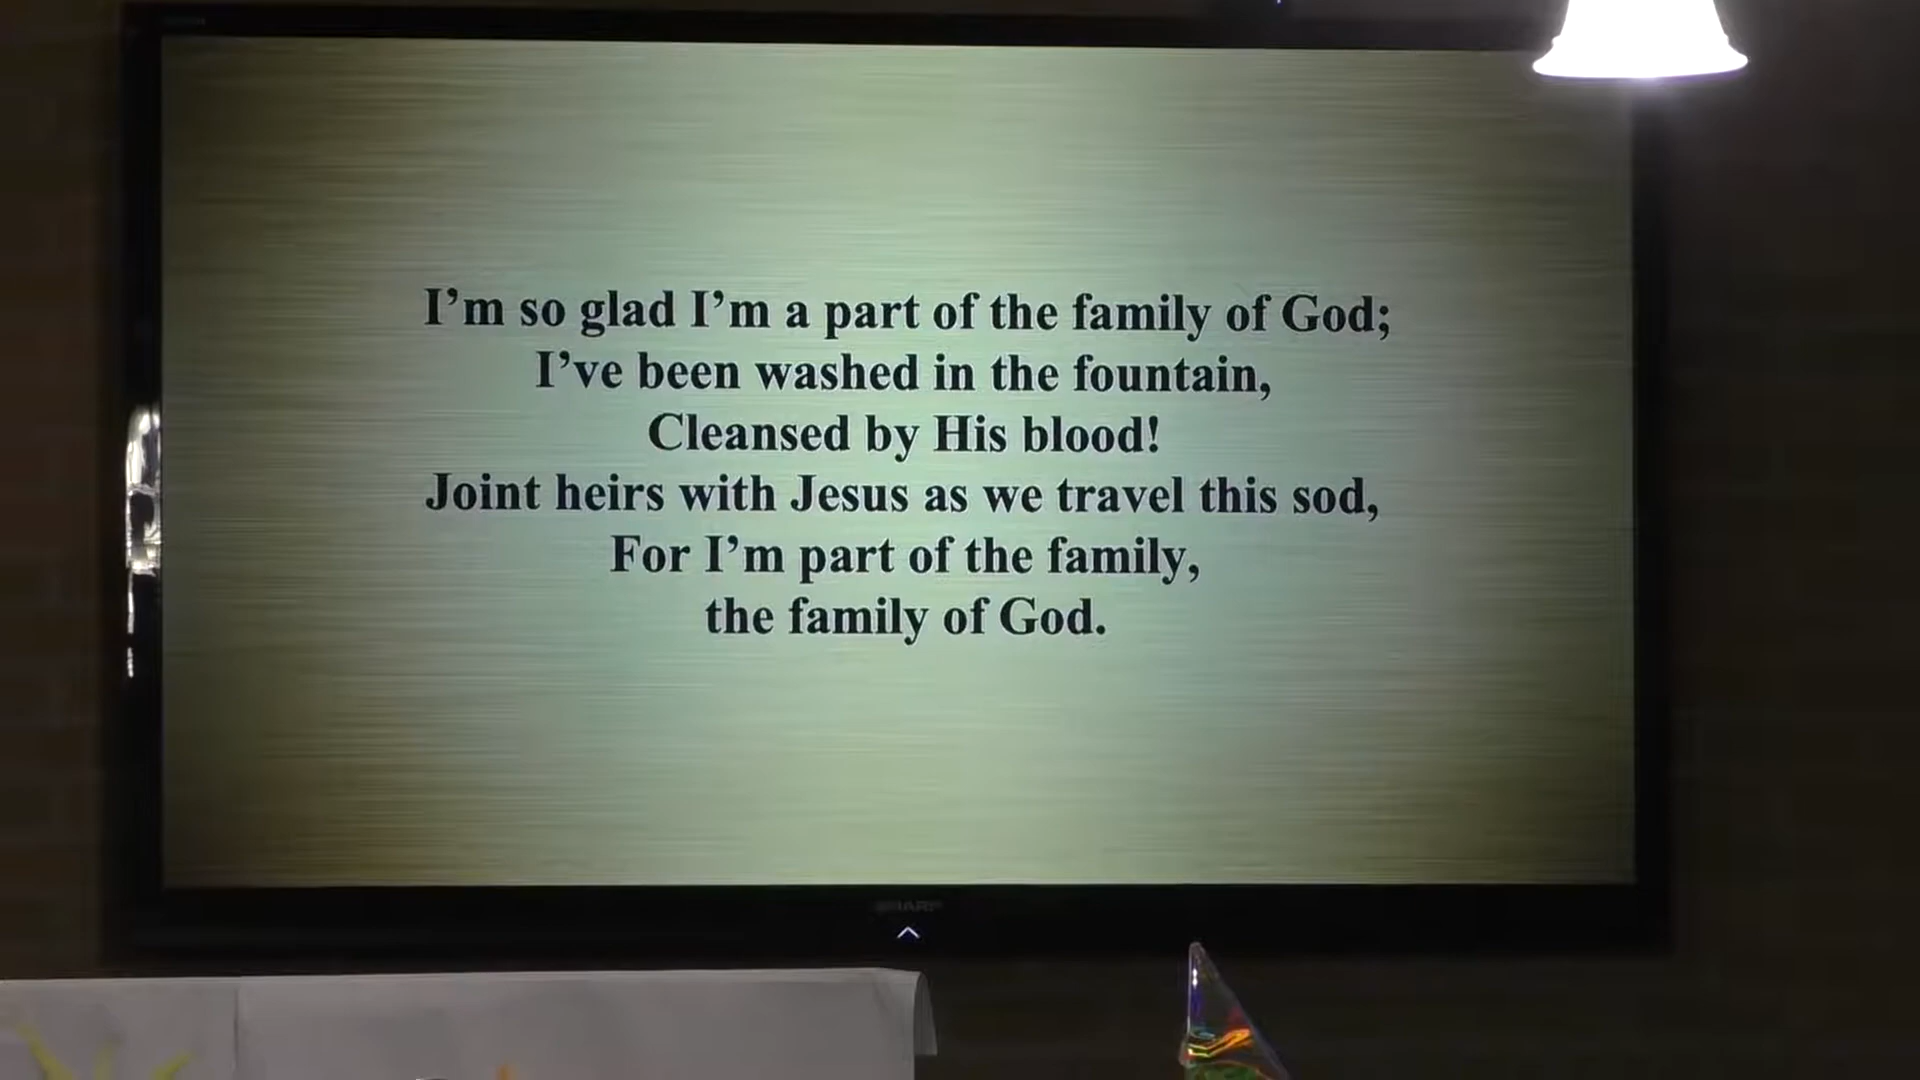 I’m so glad I’m a part of the family of God;
I’ve been washed in the fountain,
Cleansed by His blood!
Joint heirs with Jesus as we travel this sod,
For I’m part of the family,
the family of God.
SHARP